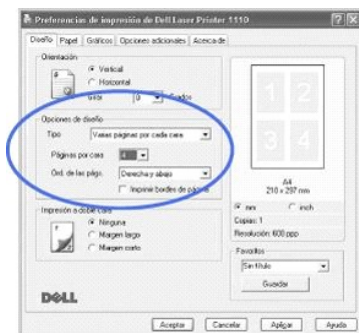 Preferencias de impresión de Dell Laser Printer 1110
Diseño Papel Gráficos Opciones adicionales Acerca de
Orientación
Vertical
Horizontal
Girar 0 Grados
Opciones de diseño
Tipo Varias páginas por cada cara
Páginas por cara 4
Ord. de las págs. Derecha y abajo
Imprimir bordes de página
Impresión a doble cara
Ninguna
Margen largo
Margen corto
1 2
3 4
A4
210 x 297 mm
mm inch
Copias: 1
Resolución: 600 ppp
Favoritos
Sin título
Guardar
DELL
Aceptar Cancelar Aplicar Ayuda